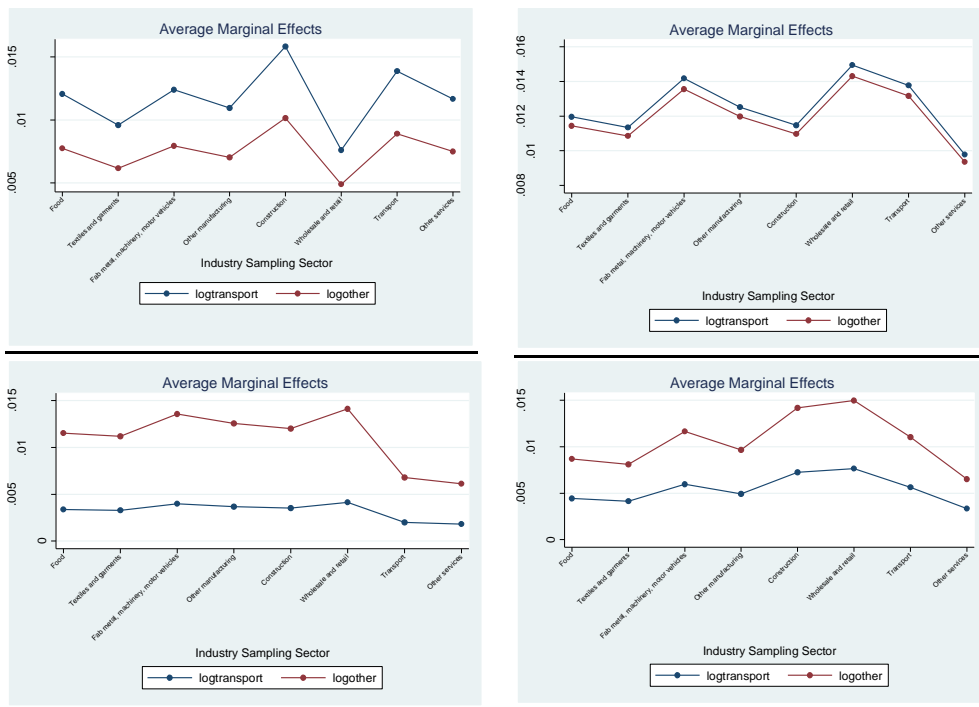 Average Marginal Effects
.015
.01
.005
Food
Textiles and garments
Fab metal, machinery, motor vehicles
Other manufacturing
Construction
Wholesale and retail
Transport
Other services
Industry Sampling Sector
logtransport logother
Average Marginal Effects
.016
.014
.012
.01
.008
Food
Textiles and garments
Fab metal, machinery, motor vehicles
Other manufacturing
Construction
Wholesale and retail
Transport
Other services
Industry Sampling Sector
logtransport logother
Average Marginal Effects
.015
.01
.005
0
Food
Textiles and garments
Fab metal, machinery, motor vehicles
Other manufacturing
Construction
Wholesale and retail
Transport
Other services
Industry Sampling Sector
logtransport logother
Average Marginal Effects
.015
.01
.005
0
Food
Textiles and garments
Fab metal, machinery, motor vehicles
Other manufacturing
Construction
Wholesale and retail
Transport
Other services
Industry Sampling Sector
logtransport logother